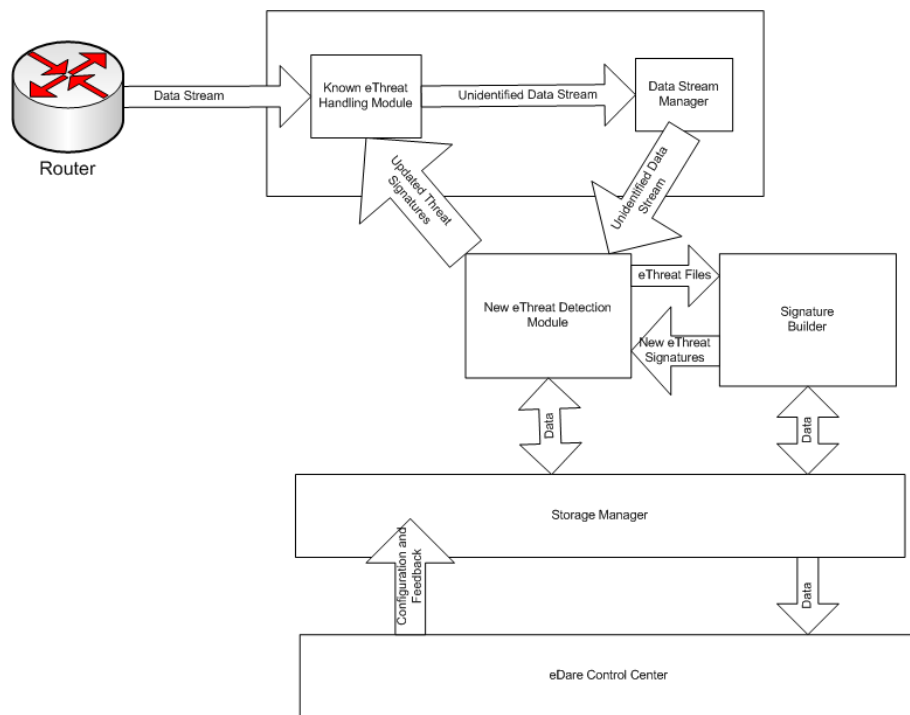 Router
Data Stream
Known eThreat
Handling Module
Unidentified Data Stream
Data Stream
Manager
Updated Threat
Signatures
Unidentified Data
Stream
New eThreat Detection
Module
eThreat Files
New eThreat
Signatures
Signature
Builder
Data
Data
Storage Manager
Configuration and
Feedback
Data
eDare Control Center